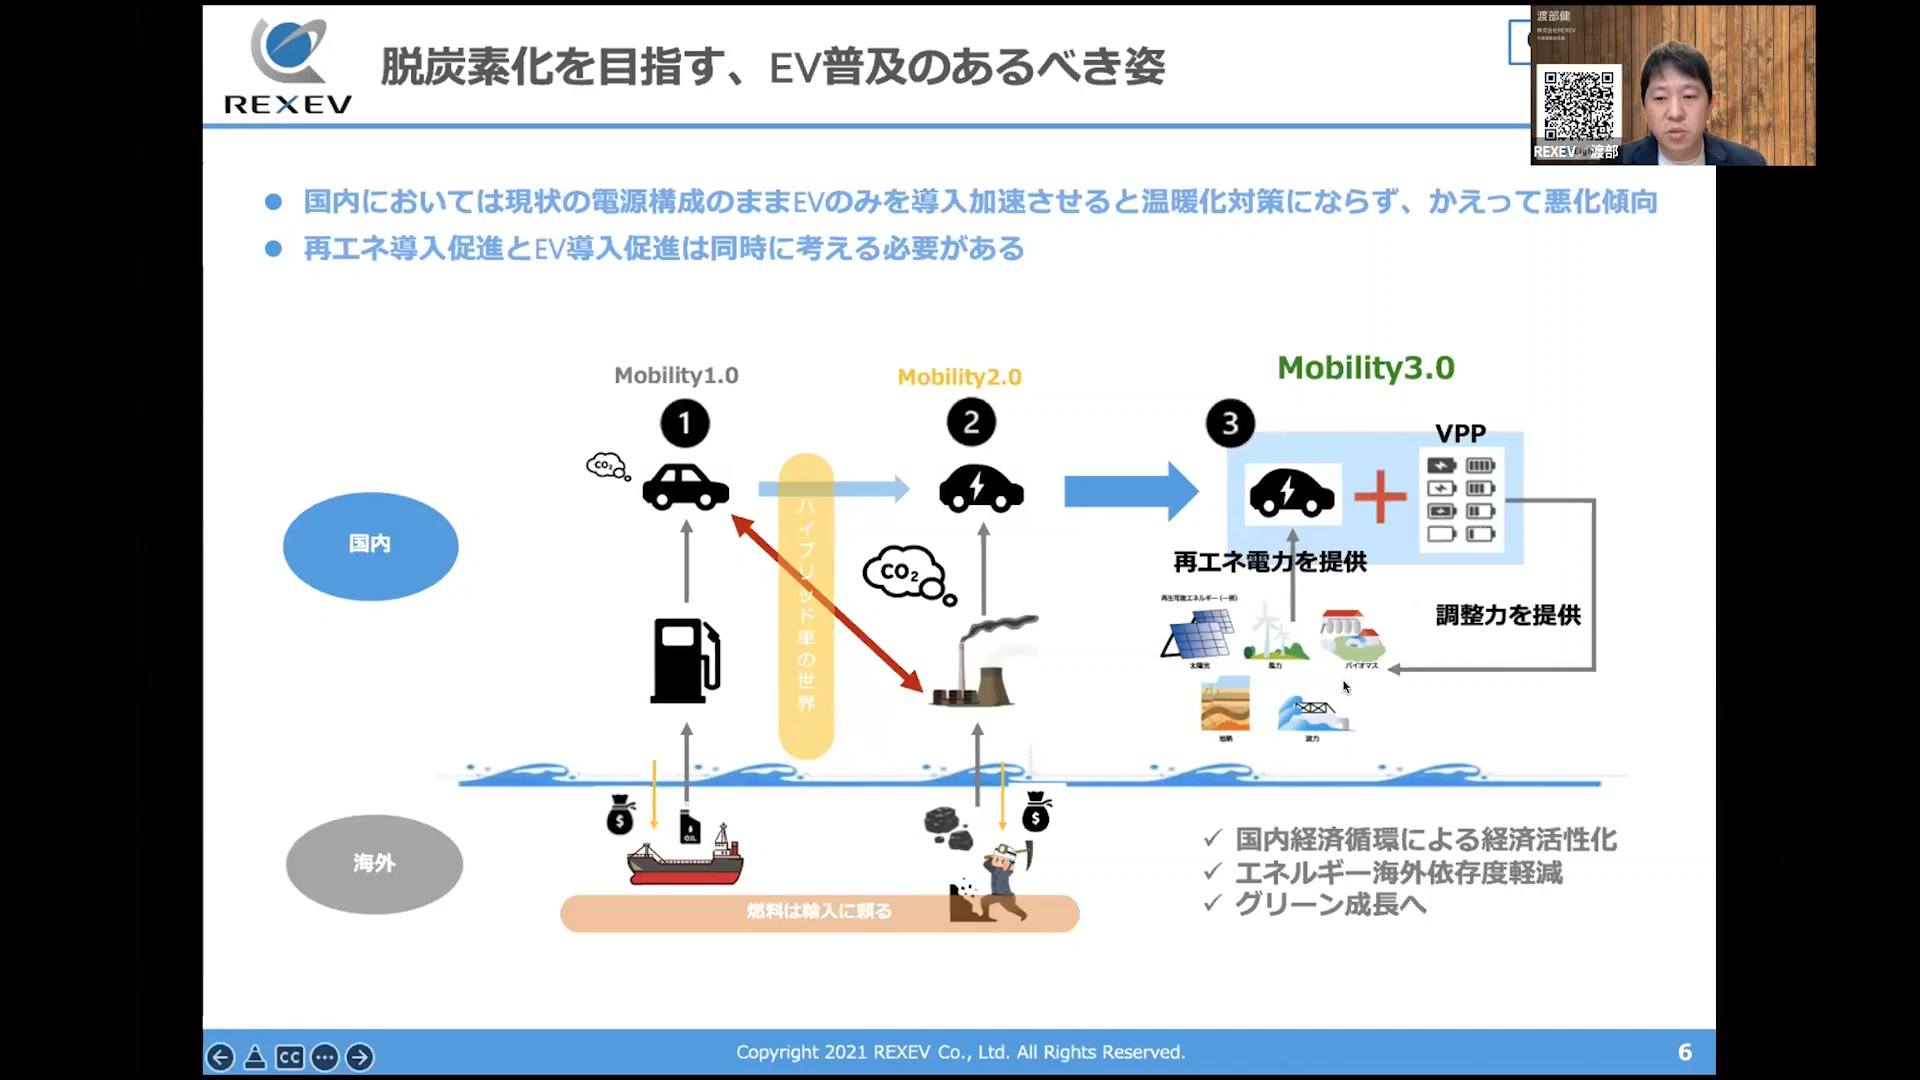 REXEV
脱炭素化を目指す、EV普及のあるべき姿
渡部健
株式会社REXEV
REXEV 渡部
国内においては現状の電源構成のままEVのみを導入加速させると温暖化対策にならず、かえって悪化傾向
再エネ導入促進とEV導入促進は同時に考える必要がある
Mobility1.0
Mobility2.0
Mobility3.0
1
2
3
VPP
CO₂
CO₂
ハイブリッド車の世界
国内
再エネ電力を提供
再生可能エネルギー(一例)
調整力を提供
太陽光
風力
バイオマス
地熱
波力
$
OIL
$
海外
燃料は輸入に頼る
国内経済循環による経済活性化
エネルギー海外依存度軽減
グリーン成長へ
CC
Copyright 2021 REXEV Co., Ltd. All Rights Reserved.
6